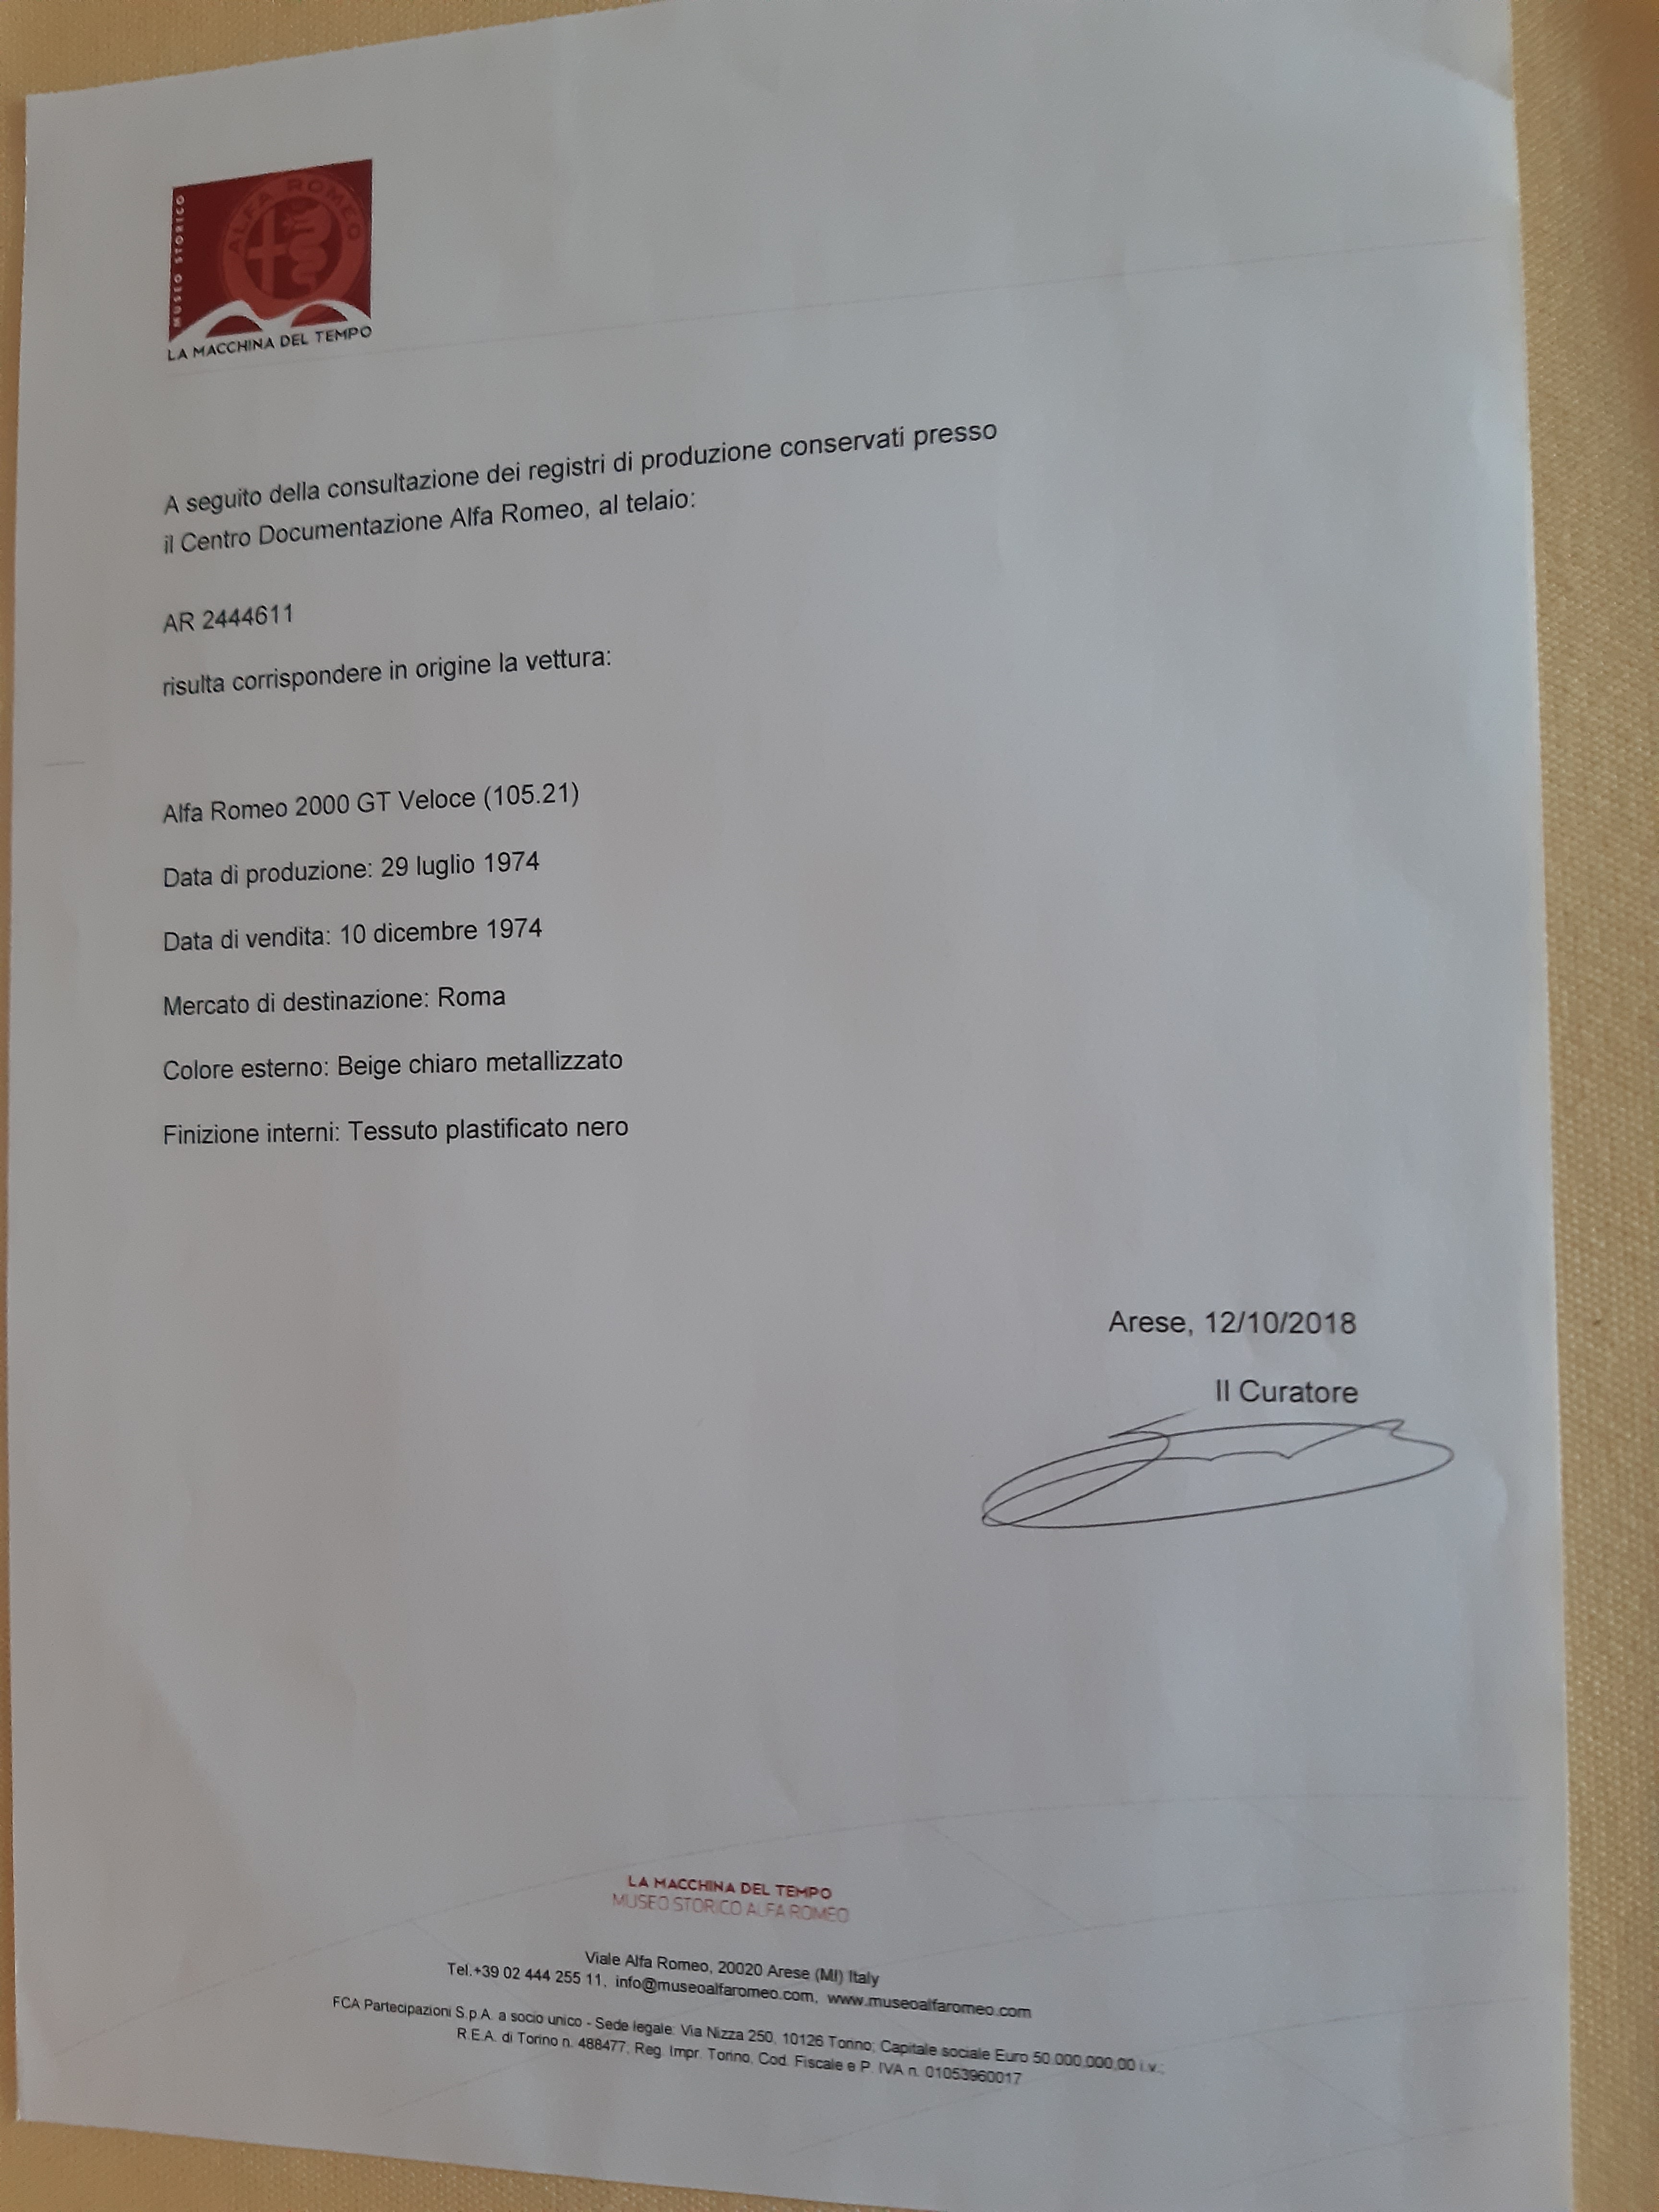 MUSEO STORICO
ALFA ROMEO
LA MACCHINA DEL TEMPO
A seguito della consultazione dei registri di produzione conservati presso
il Centro Documentazione Alfa Romeo, al telaio:
AR 2444611
risulta corrispondere in origine la vettura:
Alfa Romeo 2000 GT Veloce (105.21)
Data di produzione: 29 luglio 1974
Data di vendita: 10 dicembre 1974
Mercato di destinazione: Roma
Colore esterno: Beige chiaro metallizzato
Finizione interni: Tessuto plastificato nero
Arese, 12/10/2018
Il Curatore
LA MACCHINA DEL TEMPO
MUSEO STORICO ALFA ROMEO
Viale Alfa Romeo, 20020 Arese (MI) Italy
Tel.+39 02 444 255 11, info@museoalfaromeo.com, www.museoalfaromeo.com
FCA Partecipazioni S.p.A. a socio unico - Sede legale: Via Nizza 250, 10126 Torino; Capitale sociale Euro 50.000.000,00 i.v.;
R.E.A. di Torino n. 488477, Reg. Impr. Torino, Cod. Fiscale e P. IVA n. 01053960017